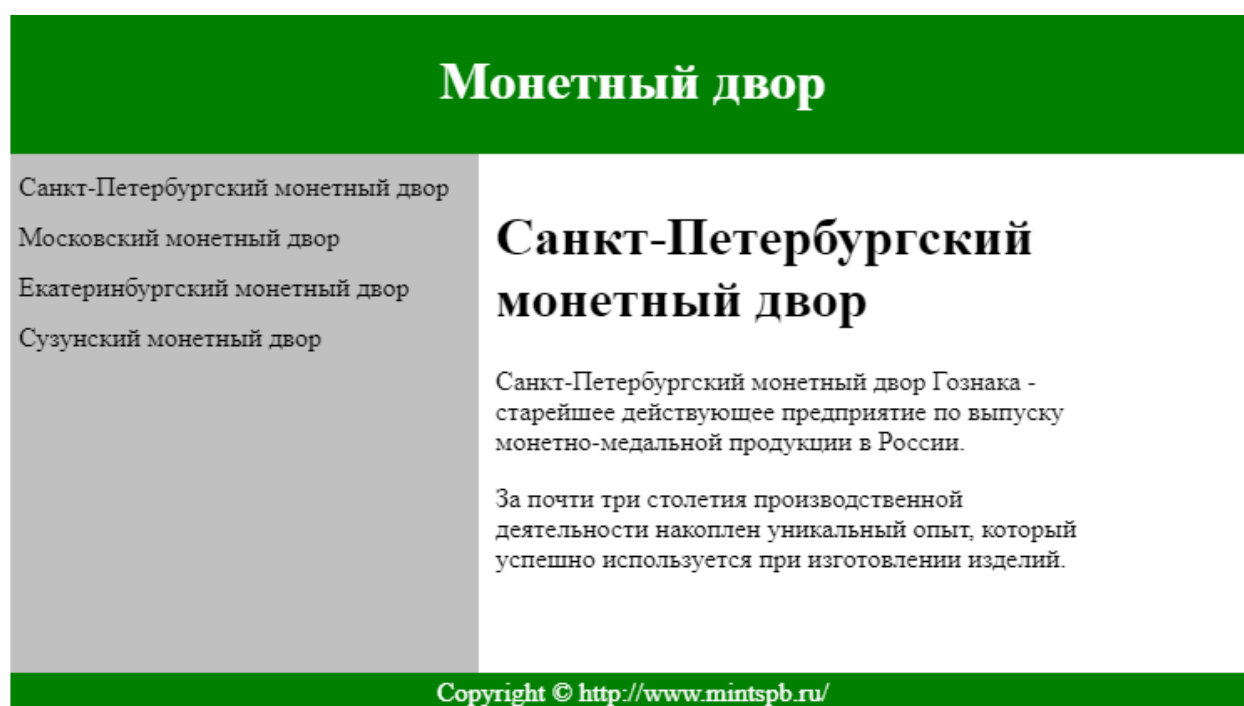 Монетный двор
Санкт-Петербургский монетный двор
Московский монетный двор
Екатеринбургский монетный двор
Сузунский монетный двор
Санкт-Петербургский
монетный двор
Санкт-Петербургский монетный двор Гознака -
старейшее действующее предприятие по выпуску
монетно-медальной продукции в России.
За почти три столетия производственной
деятельности накоплен уникальный опыт, который
успешно используется при изготовлении изделий.
Copyright © http://www.mintspb.ru/